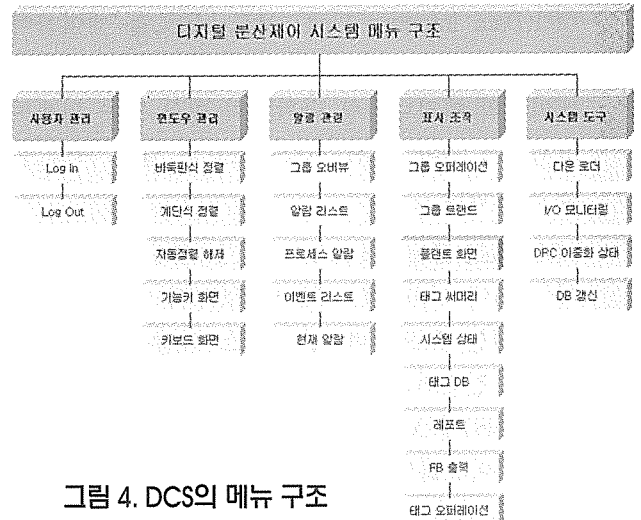 디지털 분산제어 시스템 메뉴 구조
사용자 관리
Log In
Log Out
윈도우 관리
바둑판식 정렬
계단식 정렬
자동정렬 해제
기능키 화면
키보드 화면
알람 관련
그룹 오버뷰
알람 리스트
프로세스 알람
이벤트 리스트
현재 알람
표시 조작
그룹 오퍼레이션
그룹 트랜드
플랜트 화면
태그 써머리
시스템 상태
태그 DB
레포트
FB 출력
태그 오퍼레이션
시스템 도구
다운 로더
I/O 모니터링
DPC 이중화 상태
DB 갱신
그림 4. DCS의 메뉴 구조